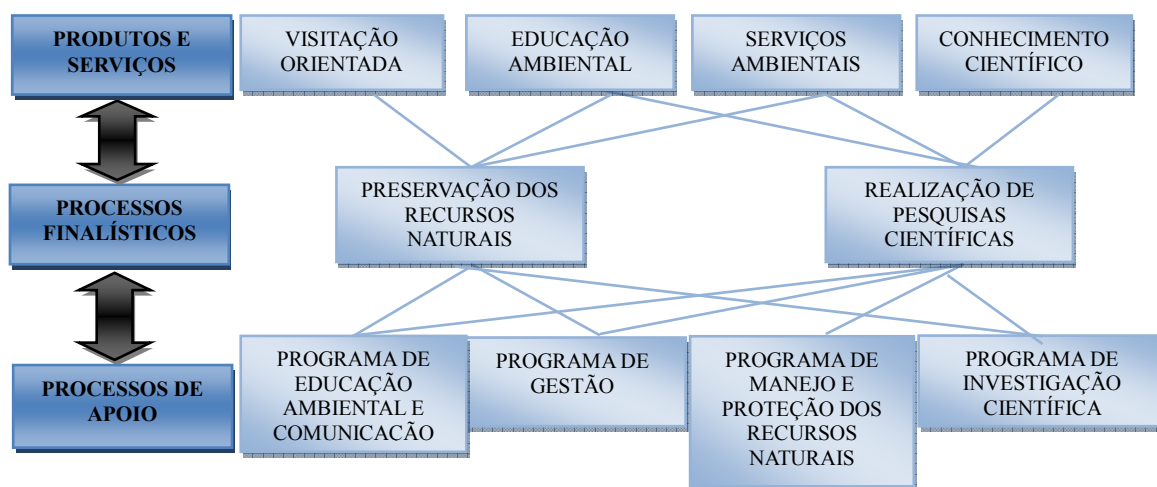 PRODUTOS E
SERVIÇOS
VISITAÇÃO
ORIENTADA
EDUCAÇÃO
AMBIENTAL
SERVIÇOS
AMBIENTAIS
CONHECIMENTO
CIENTÍFICO
PROCESSOS
FINALÍSTICOS
PRESERVAÇÃO DOS
RECURSOS
NATURAIS
REALIZAÇÃO DE
PESQUISAS
CIENTÍFICAS
PROCESSOS DE
APOIO
PROGRAMA DE
EDUCAÇÃO
AMBIENTAL E
COMUNICACÃO
PROGRAMA DE
GESTÃO
PROGRAMA DE
MANEJO E
PROTEÇÃO DOS
RECURSOS
NATURAIS
PROGRAMA DE
INVESTIGAÇÃO
CIENTÍFICA